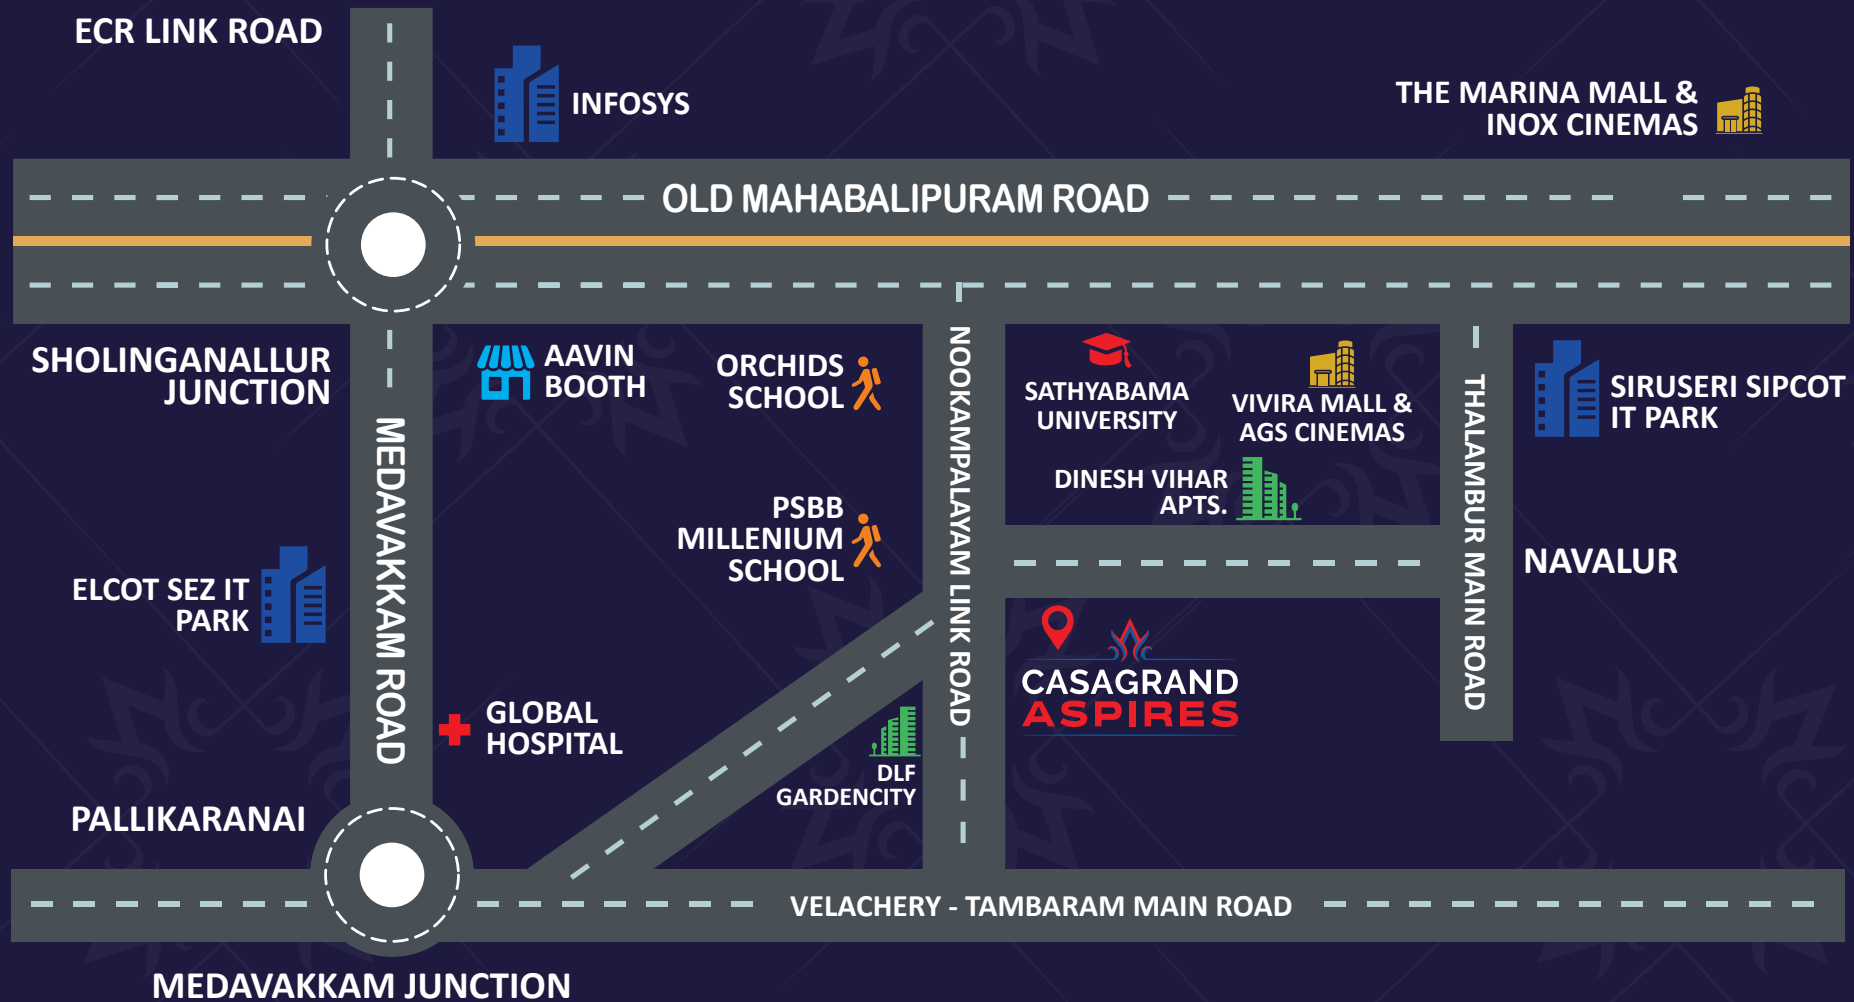 ECR LINK ROAD
INFOSYS
THE MARINA MALL &
INOX CINEMAS
OLD MAHABALIPURAM ROAD
SHOLINGANALLUR
JUNCTION
AAVIN
BOOTH
ORCHIDS
SCHOOL
SATHYABAMA
UNIVERSITY
VIVIRA MALL &
AGS CINEMAS
SIRUSERI SIPCOT
IT PARK
MEDAVAKKAM ROAD
NOOKAMPALAYAM LINK ROAD
THALAMBUR MAIN ROAD
DINESH VIHAR
APTS.
PSBB
MILLENIUM
SCHOOL
NAVALUR
ELCOT SEZ IT
PARK
CASAGRAND
ASPIRES
GLOBAL
HOSPITAL
DLF
GARDENCITY
PALLIKARANAI
VELACHERY - TAMBARAM MAIN ROAD
MEDAVAKKAM JUNCTION